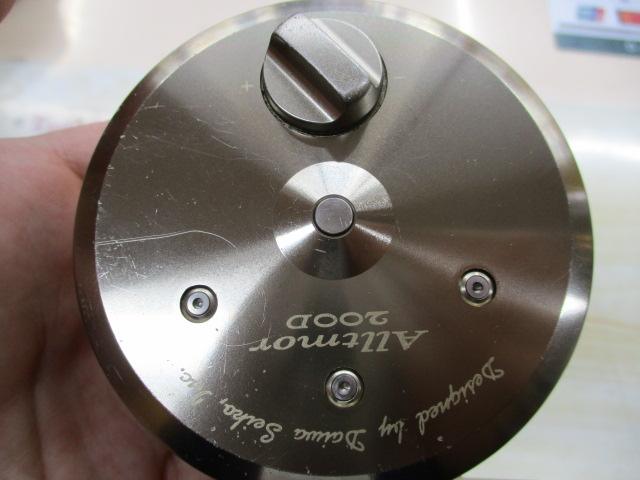 Alltmor
200D
Designed by Daiwa Seiko, Inc.
+
-